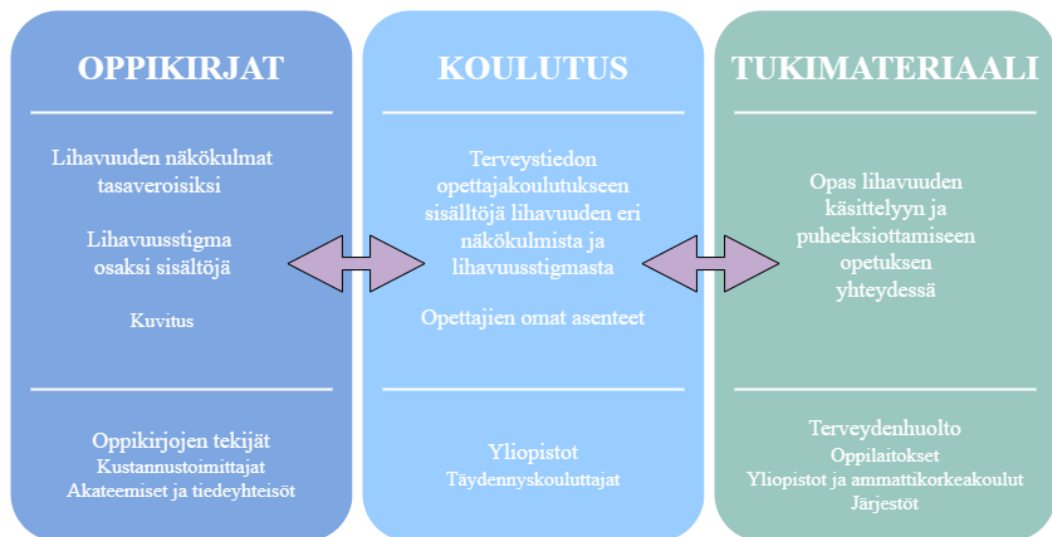 OPPIKIRJAT
Lihavuuden näkökulmat
tasaveroisiksi
Lihavuusstigma
osaksi sisältöjä
Kuvitus
Oppikirjojen tekijät
Kustannustoimittajat
Akateemiset ja tiedeyhteisöt
KOULUTUS
Terveystiedon
opettajakoulutukseen
sisälltöjä lihavuuden eri
näkökulmista ja
lihavuusstigmasta
Opettajien omat asenteet
Yliopistot
Täydennyskouluttajat
TUKIMATERIAALI
Opas lihavuuden
käsittelyyn ja
puheeksiottamiseen
opetuksen
yhteydessä
Terveydenhuolto
Oppilaitokset
Yliopistot ja ammattikorkeakoulut
Järjestöt